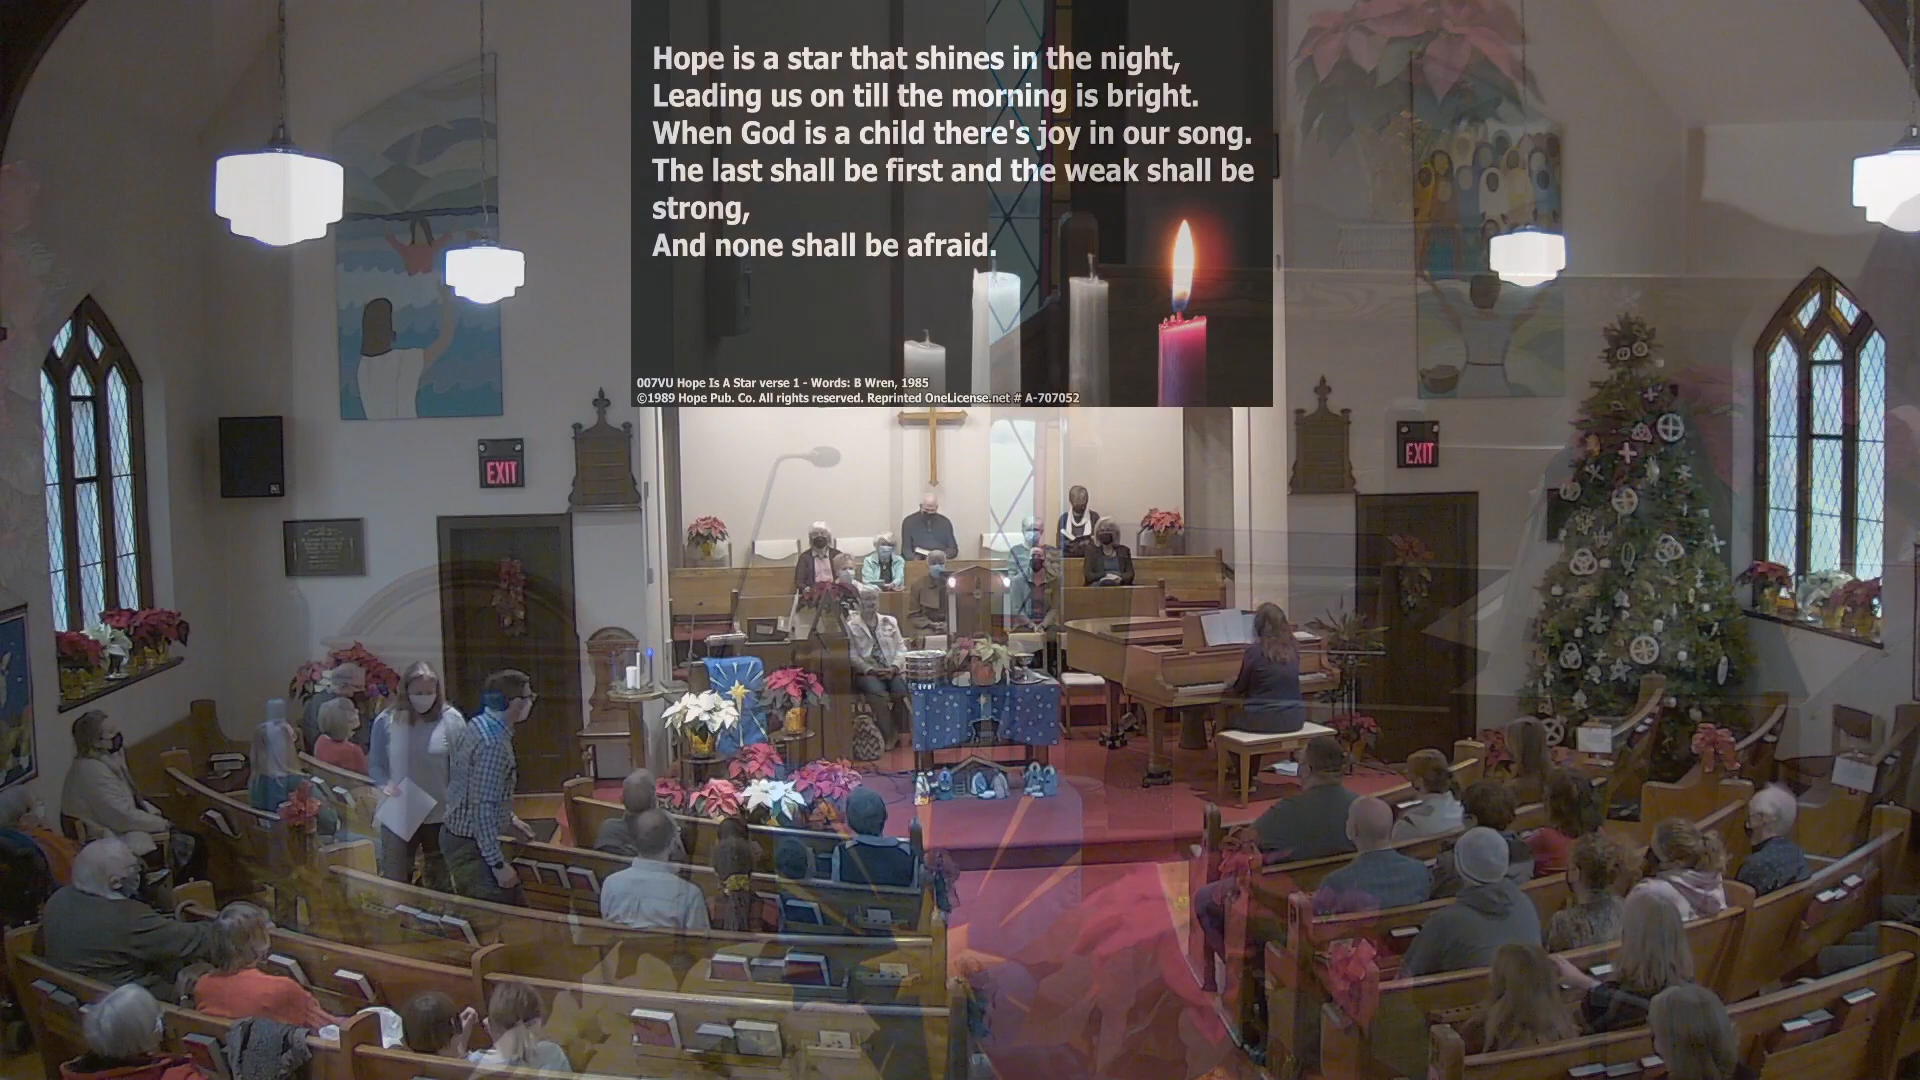 Hope is a star that shines in the night,
Leading us on till the morning is bright.
When God is a child there's joy in our song.
The last shall be first and the weak shall be
strong,
And none shall be afraid.
007VU Hope Is A Star verse 1 - Words: B Wren, 1985
©1989 Hope Pub. Co. All rights reserved. Reprinted OneLicense.net # A-707052
EXIT
EXIT